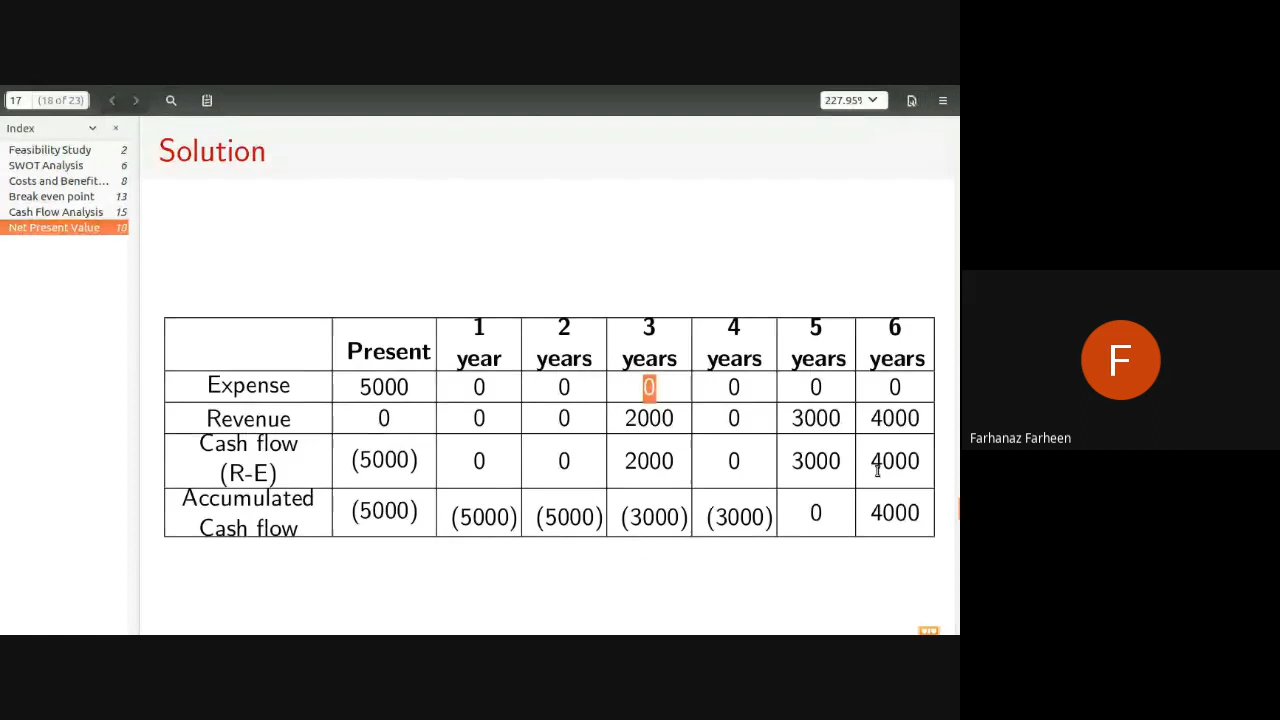 17 (18 of 23) 227.95%
Index
Feasibility Study 2
SWOT Analysis 6
Costs and Benefit... 8
Break even point 13
Cash Flow Analysis 15
Net Present Value 18
Solution
Present 1 year 2 years 3 years 4 years 5 years 6 years
Expense 5000 0 0 0 0 0 0
Revenue 0 0 0 2000 0 3000 4000
Cash flow (R-E) (5000) 0 0 2000 0 3000 4000
Accumulated Cash flow (5000) (5000) (5000) (3000) (3000) 0 4000
F
Farhanaz Farheen